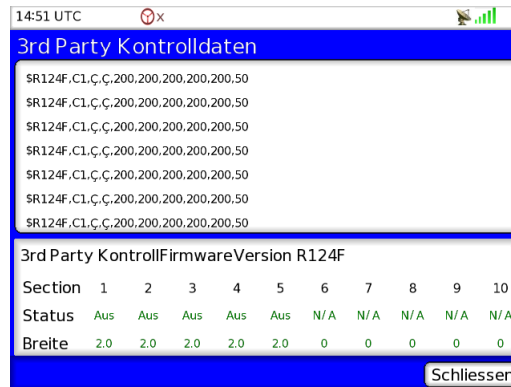 14:51 UTC x
3rd Party Kontrolldaten
$R124F,C1,Ç,Ç,200,200,200,200,200,50
$R124F,C1,Ç,Ç,200,200,200,200,200,50
$R124F,C1,Ç,Ç,200,200,200,200,200,50
$R124F,C1,Ç,Ç,200,200,200,200,200,50
$R124F,C1,Ç,Ç,200,200,200,200,200,50
$R124F,C1,Ç,Ç,200,200,200,200,200,50
$R124F,C1,Ç,Ç,200,200,200,200,200,50
3rd Party KontrollFirmwareVersion R124F
Section 1 2 3 4 5 6 7 8 9 10
Status Aus Aus Aus Aus Aus N/A N/A N/A N/A N/A
Breite 2.0 2.0 2.0 2.0 2.0 0 0 0 0 0
Schliessen